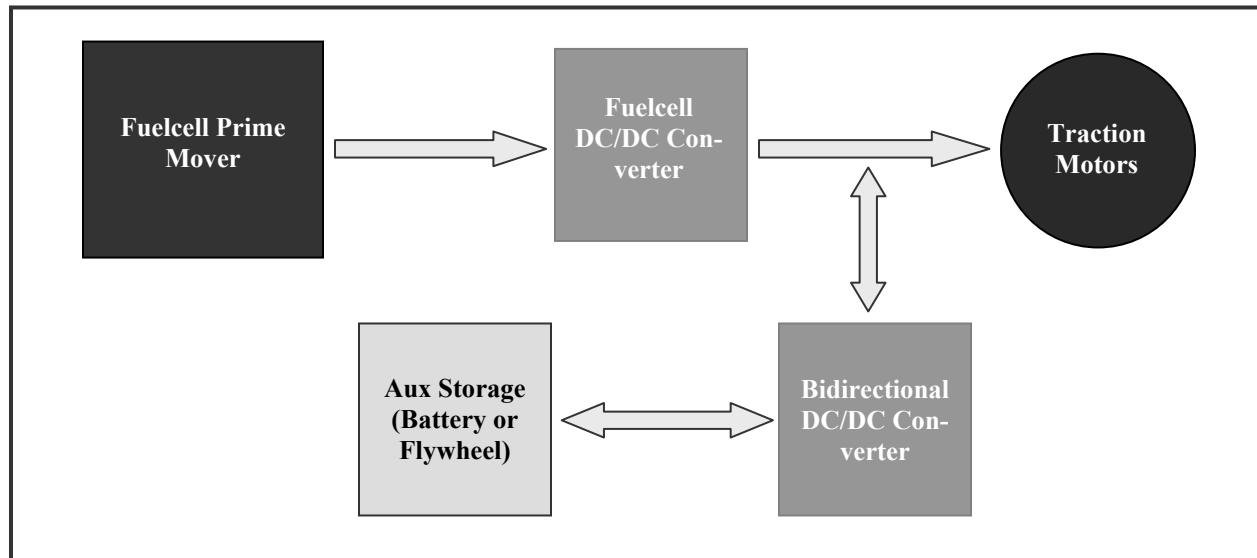 Fuelcell Prime
Mover
Fuelcell
DC/DC Con-
verter
Traction
Motors
Aux Storage
(Battery or
Flywheel)
Bidirectional
DC/DC Con-
verter